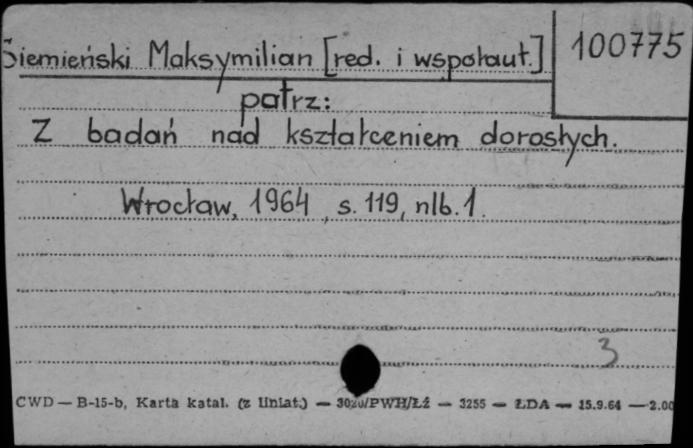 Siemieński Maksymilian [red. i współaut.]
100775
patrz:
Z badań nad kształceniem dorosłych.
Wrocław, 1964, s. 119, nlb. 1.
3
CWD — B-15-b, Karta katal. (z liniat.) — 3020/PWH/Łź — 3255 — ŁDA — 15.9.64 — 2.00